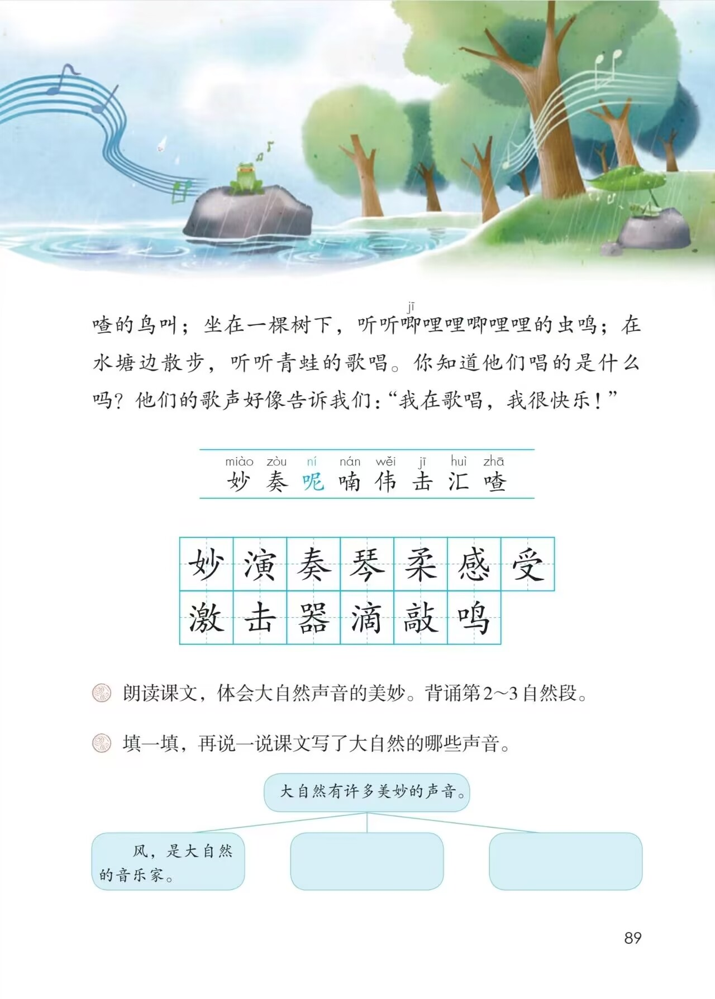 jī
喳的鸟叫；坐在一棵树下，听听唧哩哩唧哩哩的虫鸣；在
水塘边散步，听听青蛙的歌唱。你知道他们唱的是什么
吗？他们的歌声好像告诉我们：“我在歌唱，我很快乐！”
miào zòu ní nán wěi jī huì zhā
妙 奏 呢 喃 伟 击 汇 喳
妙 演 奏 琴 柔 感 受
激 击 器 滴 敲 鸣
朗读课文，体会大自然声音的美妙。背诵第2～3自然段。
填一填，再说一说课文写了大自然的哪些声音。
大自然有许多美妙的声音。
风，是大自然
的音乐家。
89